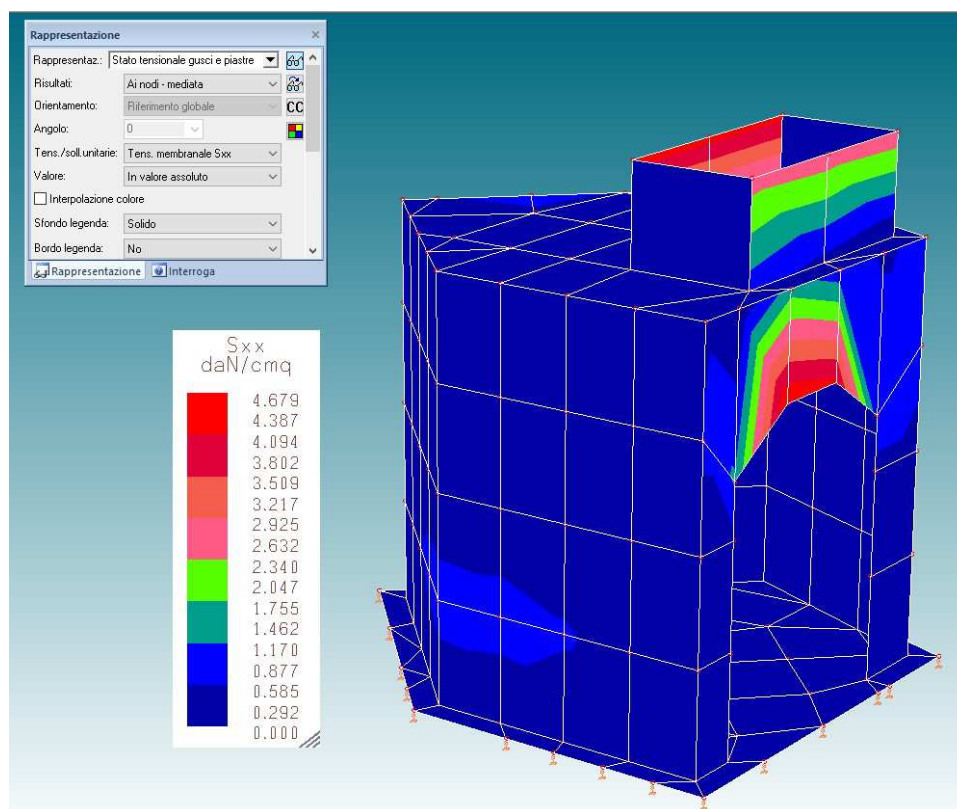 Rappresentazione
Rappresentaz.: Stato tensionale gusci e piastre
Risultati: Ai nodi - mediata
Orientamento: Riferimento globale
CC
Angolo: 0
Tens./soll.unitarie: Tens. membranale Sxx
Valore: In valore assoluto
Interpolazione colore
Sfondo legenda: Solido
Bordo legenda: No
Rappresentazione Interroga
Sxx
daN/cmq
4.679
4.387
4.094
3.802
3.509
3.217
2.925
2.632
2.340
2.047
1.755
1.462
1.170
0.877
0.585
0.292
0.000